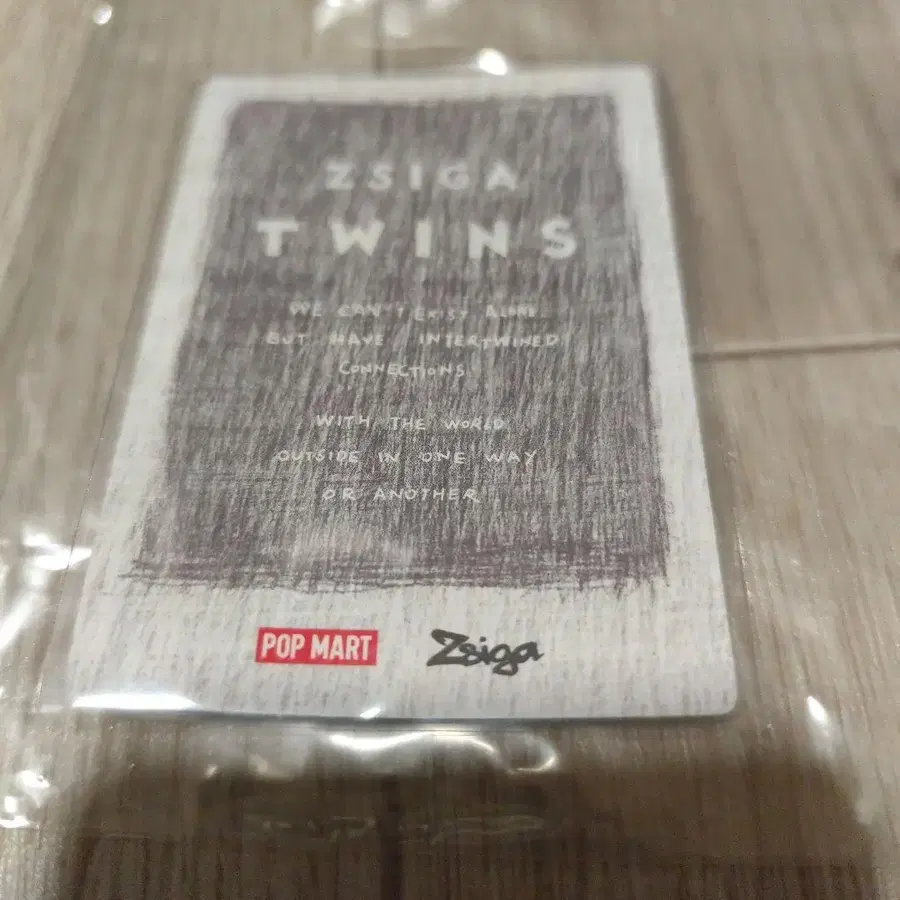 ZSIGA
TWINS
WE CAN'T EXIST ALONE
BUT HAVE INTERTWINED
CONNECTIONS
WITH THE WORLD
OUTSIDE IN ONE WAY
OR ANOTHER
POP MART
Zsiga